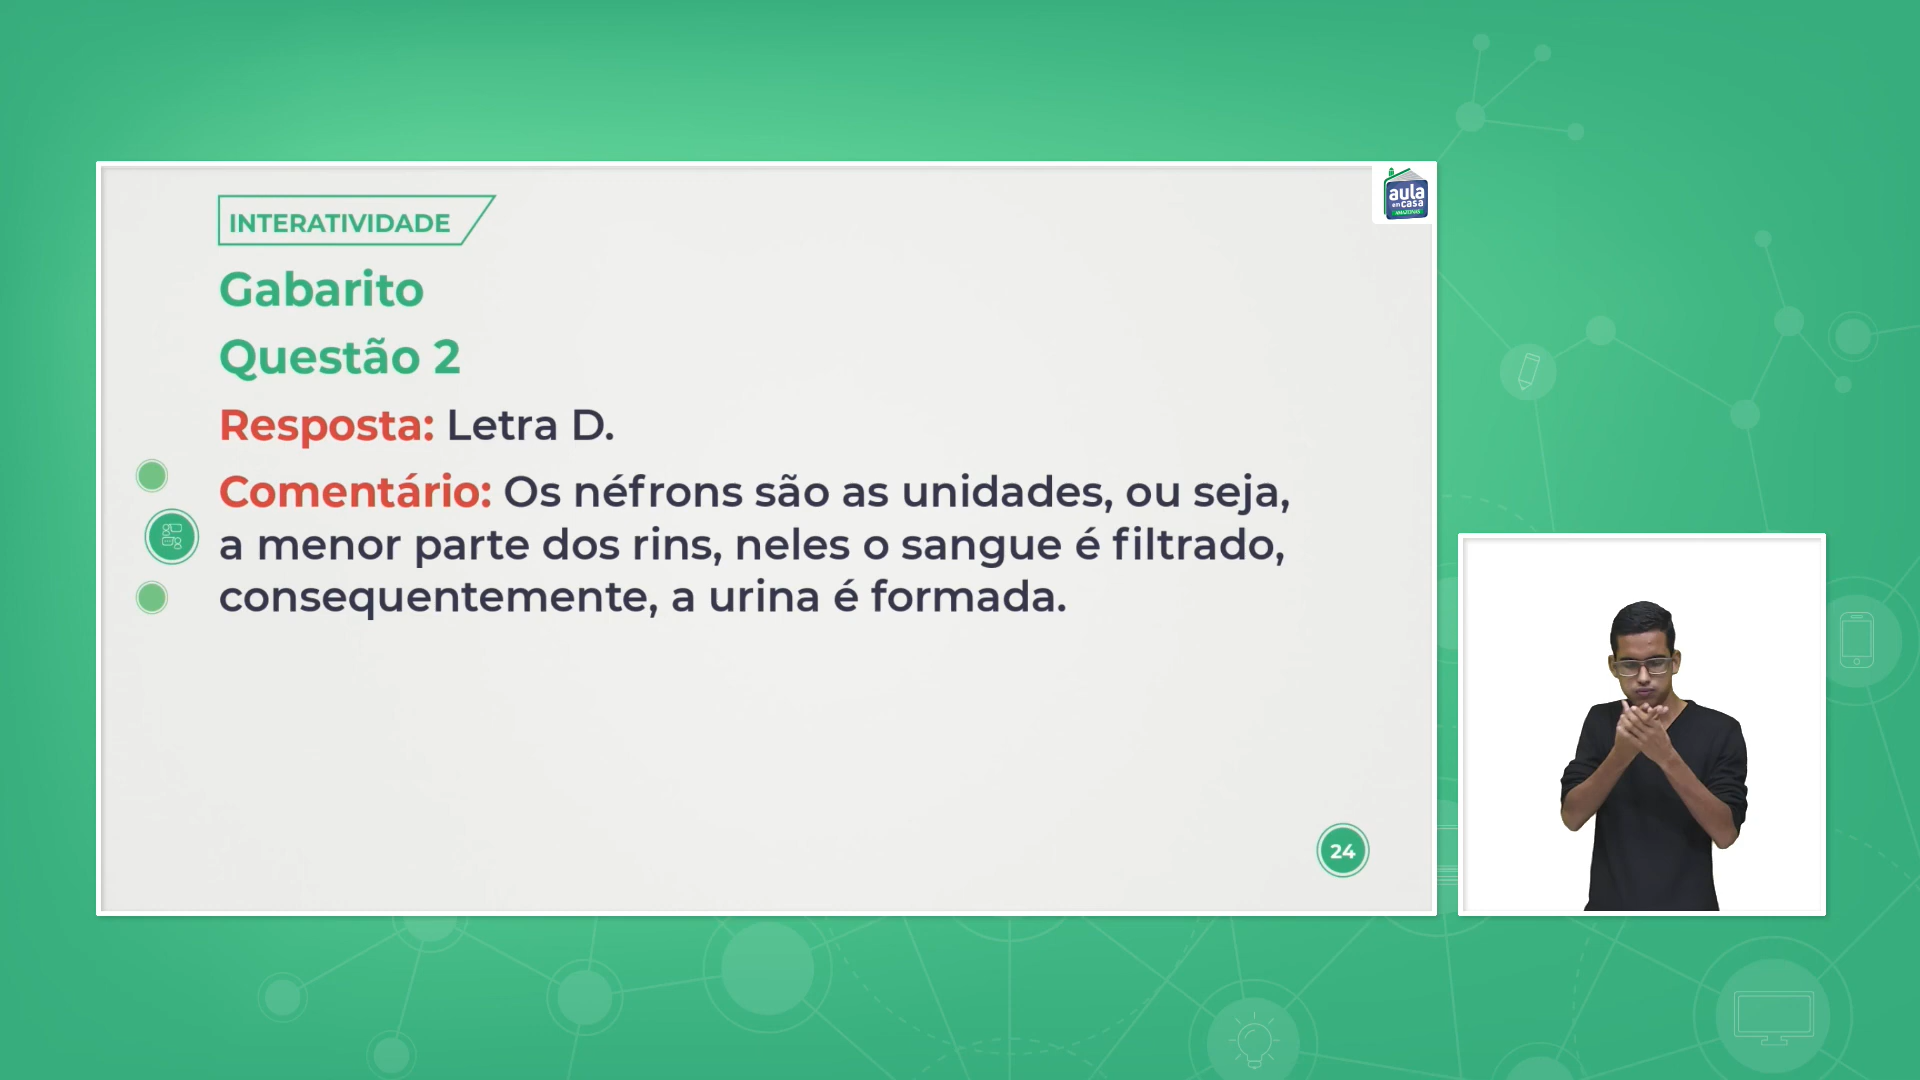 aula
em casa
AMAZONAS
INTERATIVIDADE
Gabarito
Questão 2
Resposta: Letra D.
Comentário: Os néfrons são as unidades, ou seja,
a menor parte dos rins, neles o sangue é filtrado,
consequentemente, a urina é formada.
24